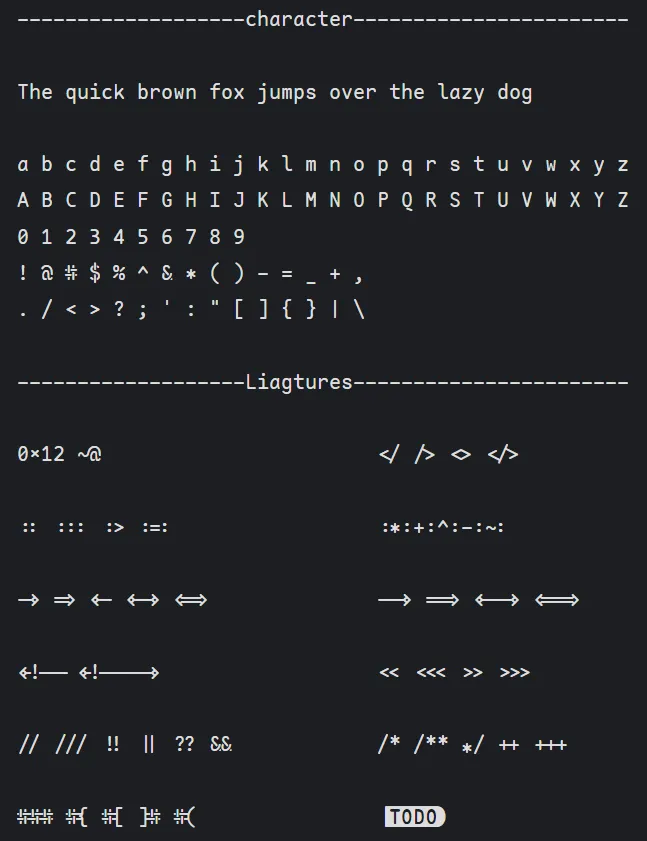 -------------------character-----------------------
The quick brown fox jumps over the lazy dog
a b c d e f g h i j k l m n o p q r s t u v w x y z
A B C D E F G H I J K L M N O P Q R S T U V W X Y Z
0 1 2 3 4 5 6 7 8 9
! @ # $ % ^ & * ( ) - = _ + ,
. / < > ? ; ' : " [ ] { } | \
-------------------Liagtures-----------------------
0x12 ~@ </ /> <> </>
:: ::: :> :=: :*:+:^:-:~:
-> => <- <-> <=> --> ==> <--> <==>
<!-- <!----> << <<< >> >>>
// /// !! || ?? && /* /** */ ++ +++
### #{ #[ ]# #( TODO